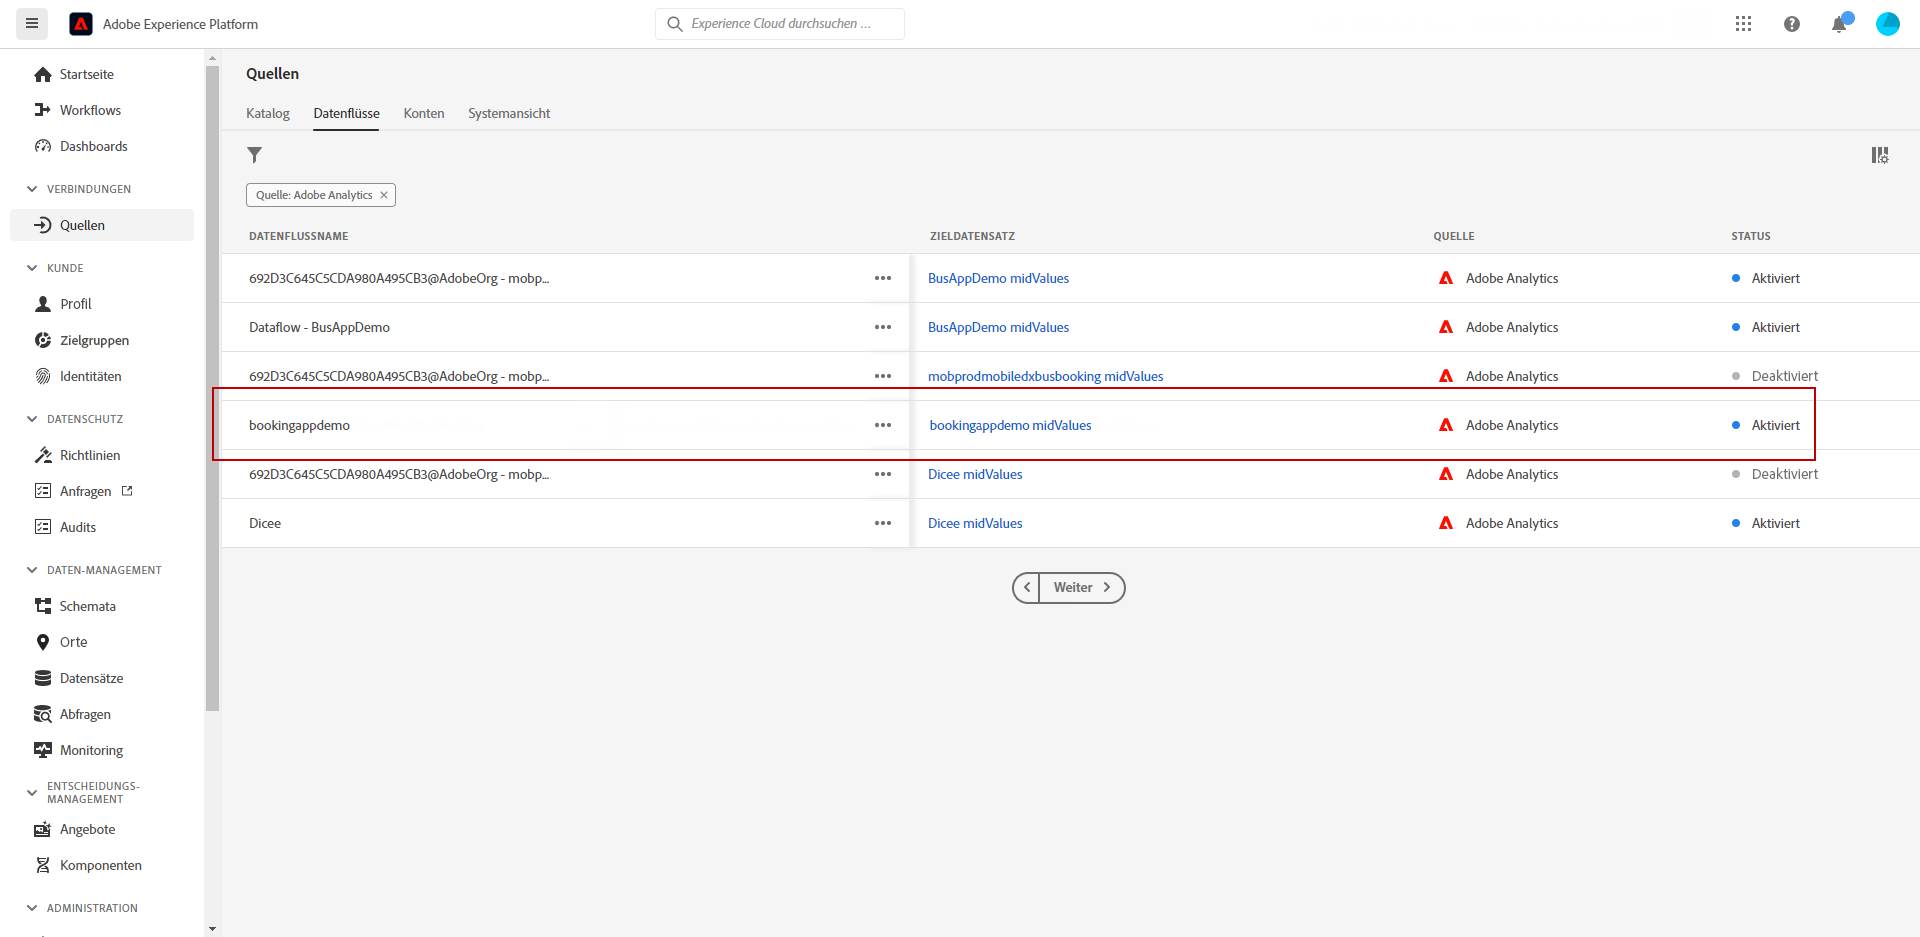 Adobe Experience Platform
Experience Cloud durchsuchen ...
Startseite
Workflows
Dashboards
VERBINDUNGEN
Quellen
KUNDE
Profil
Zielgruppen
Identitäten
DATENSCHUTZ
Richtlinien
Anfragen
Audits
DATEN-MANAGEMENT
Schemata
Orte
Datensätze
Abfragen
Monitoring
ENTSCHEIDUNGS-
MANAGEMENT
Angebote
Komponenten
ADMINISTRATION
Quellen
Katalog Datenflüsse Konten Systemansicht
Quelle: Adobe Analytics
DATENFLUSSNAME ZIELDATENSATZ QUELLE STATUS
692D3C645C5CDA980A495CB3@AdobeOrg - mobp... BusAppDemo midValues Adobe Analytics Aktiviert
Dataflow - BusAppDemo BusAppDemo midValues Adobe Analytics Aktiviert
692D3C645C5CDA980A495CB3@AdobeOrg - mobp... mobprodmobiledxbusbooking midValues Adobe Analytics Deaktiviert
bookingappdemo bookingappdemo midValues Adobe Analytics Aktiviert
692D3C645C5CDA980A495CB3@AdobeOrg - mobp... Dicee midValues Adobe Analytics Deaktiviert
Dicee Dicee midValues Adobe Analytics Aktiviert
Weiter